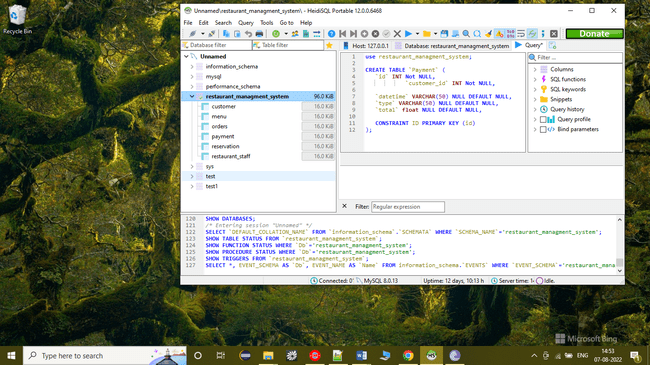 Recycle Bin
Unnamed\restaurant_managment_system\ - HeidiSQL Portable 12.0.0.6468
File Edit Search Query Tools Go to Help
Donate
Database filter Table filter
Host: 127.0.0.1 Database: restaurant_managment_system Query*
Unnamed
information_schema
mysql
performance_schema
restaurant_managment_system 96.0 KiB
customer 16.0 KiB
menu 16.0 KiB
orders 16.0 KiB
payment 16.0 KiB
reservation 16.0 KiB
restaurant_staff 16.0 KiB
sys
test
test1
1 use restaurant_managment_system;
2
3 CREATE TABLE `Payment` (
4 `id` INT Not NULL,
5 `customer_id` INT Not NULL,
6
7 `datetime` VARCHAR(50) NULL DEFAULT NULL,
8 `type` VARCHAR(50) NULL DEFAULT NULL,
9 `total` float NULL DEFAULT NULL,
10
11 CONSTRAINT ID PRIMARY KEY (id)
12 );
Filter ...
Columns
SQL functions
SQL keywords
Snippets
Query history
Query profile
Bind parameters
Filter: Regular expression
120 SHOW DATABASES;
121 /* Entering session "Unnamed" */
122 SELECT `DEFAULT_COLLATION_NAME` FROM `information_schema`.`SCHEMATA` WHERE `SCHEMA_NAME`='restaurant_managment_system';
123 SHOW TABLE STATUS FROM `restaurant_managment_system`;
124 SHOW FUNCTION STATUS WHERE `Db`='restaurant_managment_system';
125 SHOW PROCEDURE STATUS WHERE `Db`='restaurant_managment_system';
126 SHOW TRIGGERS FROM `restaurant_managment_system`;
127 SELECT *, EVENT_SCHEMA AS `Db`, EVENT_NAME AS `Name` FROM information_schema.`EVENTS` WHERE `EVENT_SCHEMA`='restaurant_mana
Connected: 0 MySQL 8.0.13 Uptime: 12 days, 10:13 h Server time: 1 Idle.
Microsoft Bing
Type here to search
ENG
14:53
07-08-2022